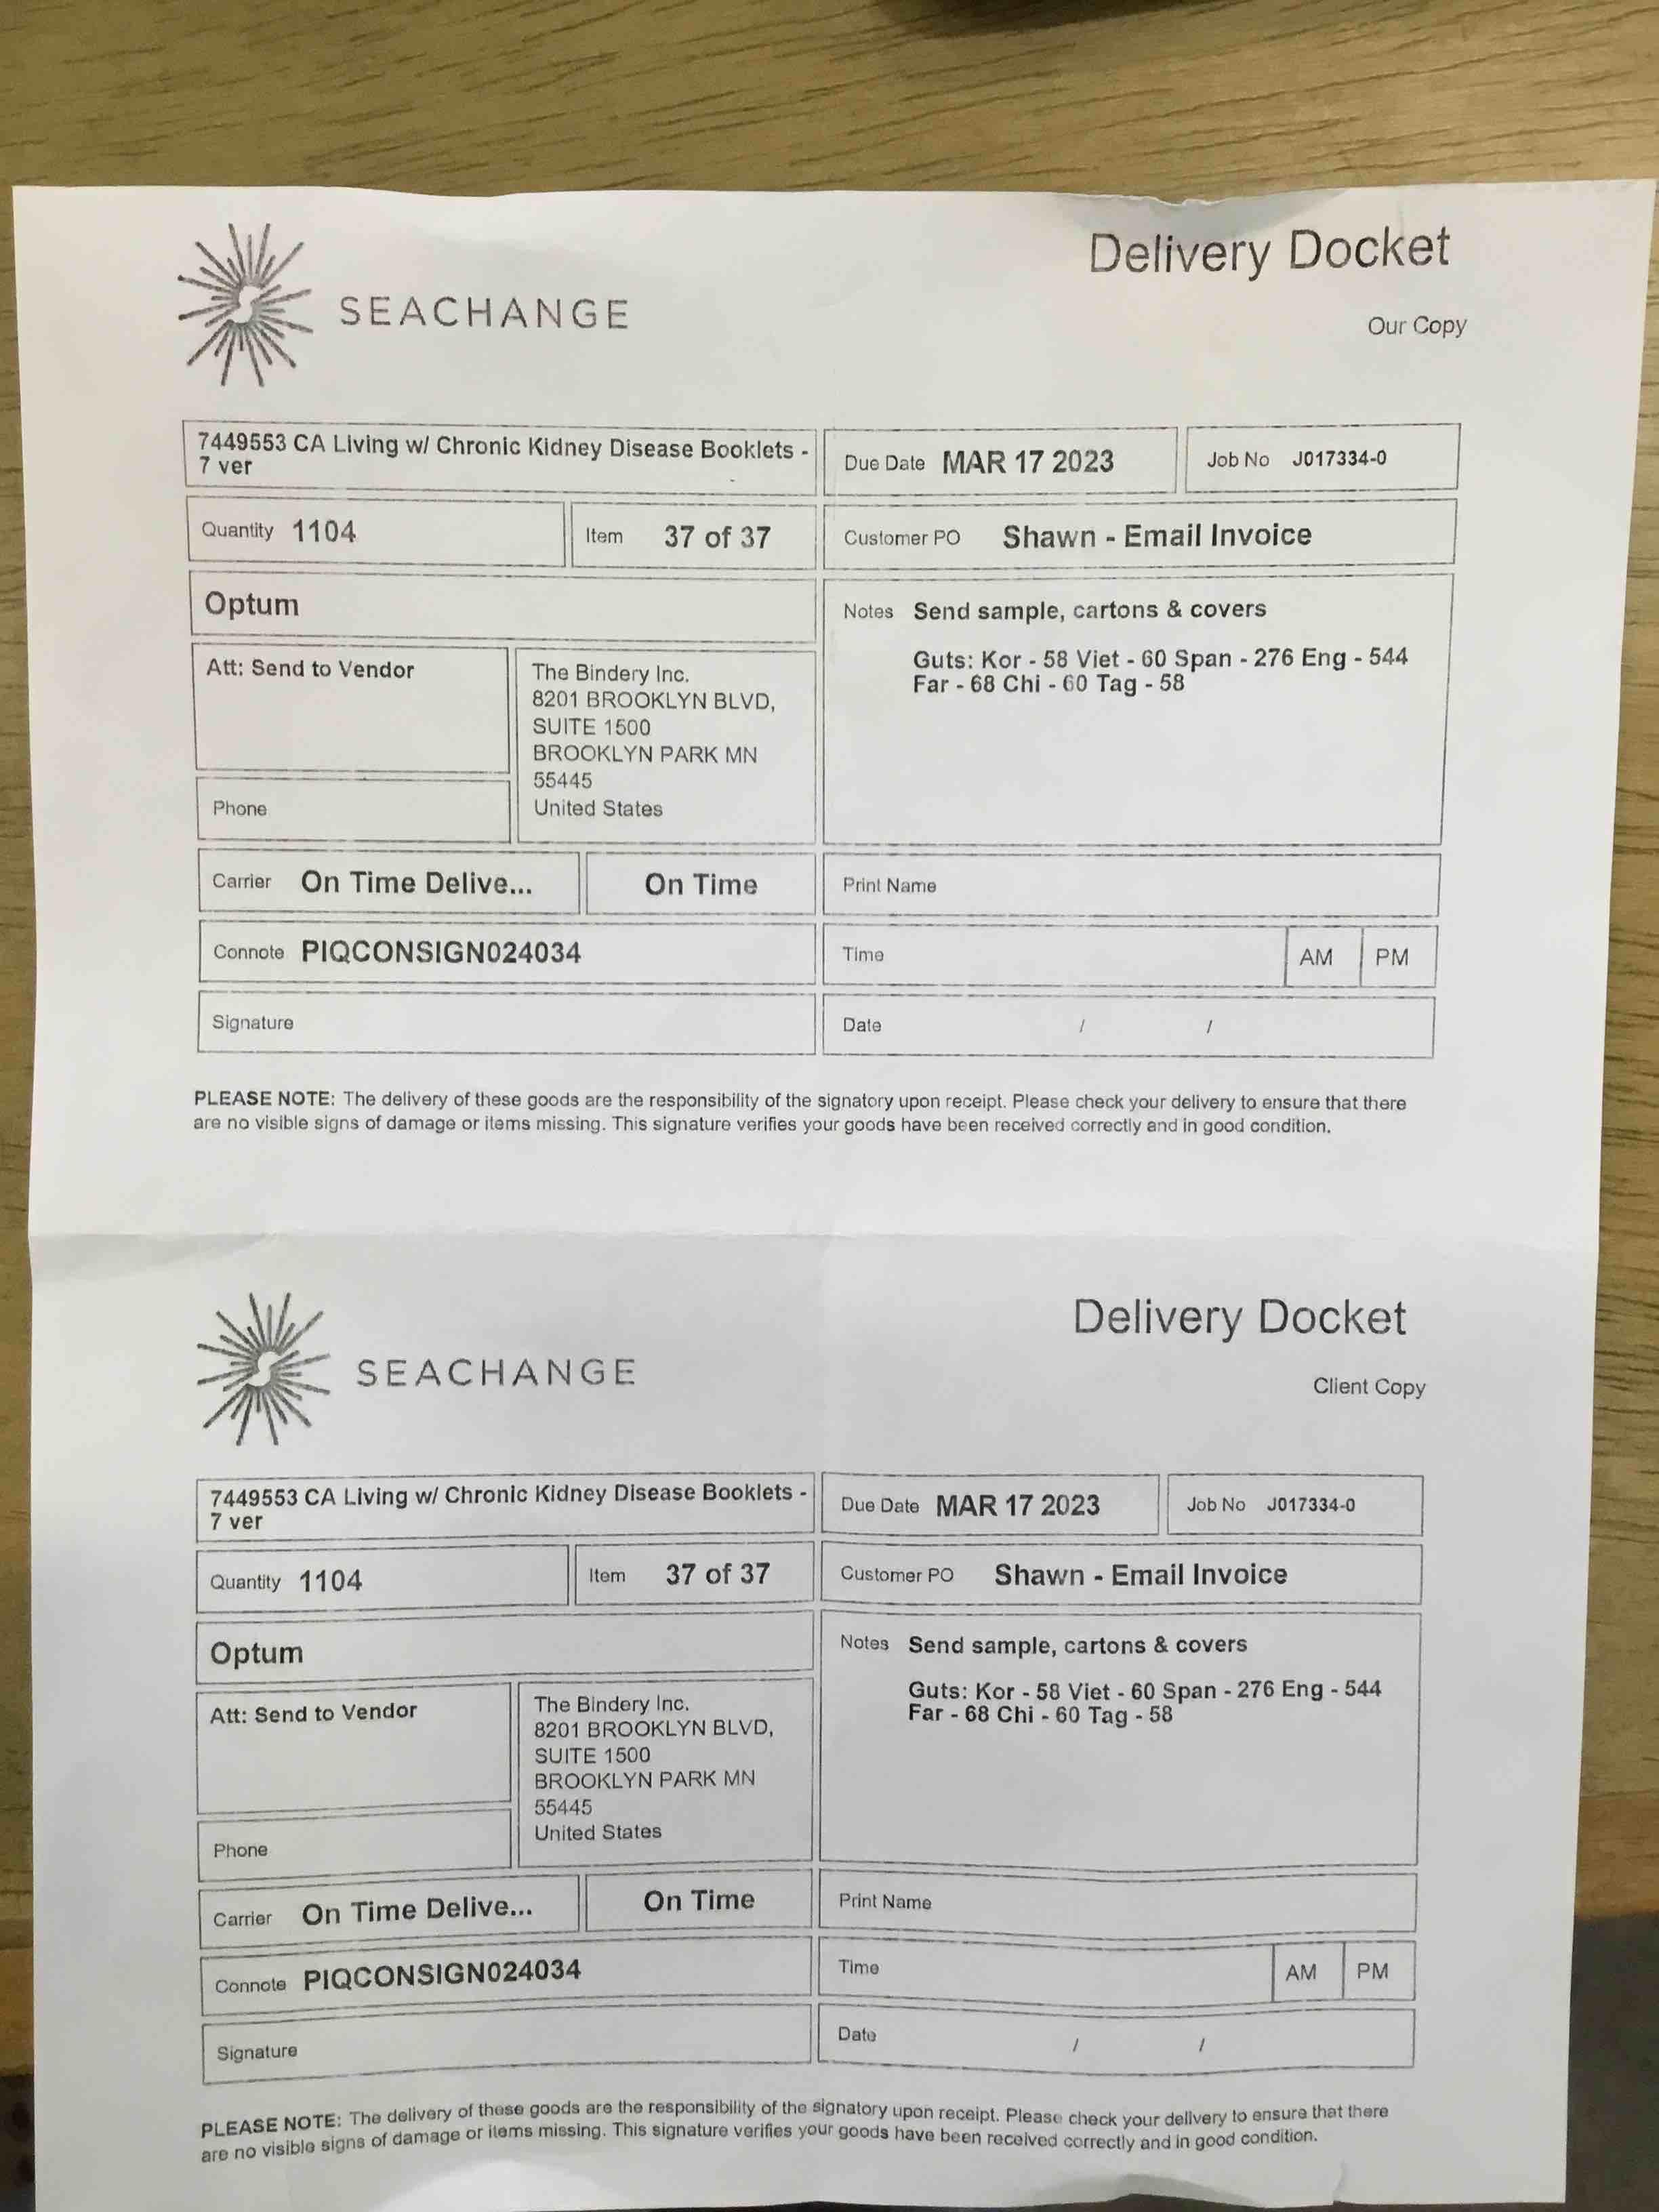 SEACHANGE
Delivery Docket
Our Copy
7449553 CA Living w/ Chronic Kidney Disease Booklets -
7 ver
Due Date MAR 17 2023
Job No J017334-0
Quantity 1104
Item 37 of 37
Customer PO Shawn - Email Invoice
Optum
Notes Send sample, cartons & covers
Guts: Kor - 58 Viet - 60 Span - 276 Eng - 544
Far - 68 Chi - 60 Tag - 58
Att: Send to Vendor
The Bindery Inc.
8201 BROOKLYN BLVD,
SUITE 1500
BROOKLYN PARK MN
55445
United States
Phone
Carrier On Time Delive...
On Time
Print Name
Connote PIQCONSIGN024034
Time
AM
PM
Signature
Date / /
PLEASE NOTE: The delivery of these goods are the responsibility of the signatory upon receipt. Please check your delivery to ensure that there
are no visible signs of damage or items missing. This signature verifies your goods have been received correctly and in good condition.
SEACHANGE
Delivery Docket
Client Copy
7449553 CA Living w/ Chronic Kidney Disease Booklets -
7 ver
Due Date MAR 17 2023
Job No J017334-0
Quantity 1104
Item 37 of 37
Customer PO Shawn - Email Invoice
Optum
Notes Send sample, cartons & covers
Guts: Kor - 58 Viet - 60 Span - 276 Eng - 544
Far - 68 Chi - 60 Tag - 58
Att: Send to Vendor
The Bindery Inc.
8201 BROOKLYN BLVD,
SUITE 1500
BROOKLYN PARK MN
55445
United States
Phone
Carrier On Time Delive...
On Time
Print Name
Connote PIQCONSIGN024034
Time
AM
PM
Signature
Date / /
PLEASE NOTE: The delivery of these goods are the responsibility of the signatory upon receipt. Please check your delivery to ensure that there
are no visible signs of damage or items missing. This signature verifies your goods have been received correctly and in good condition.